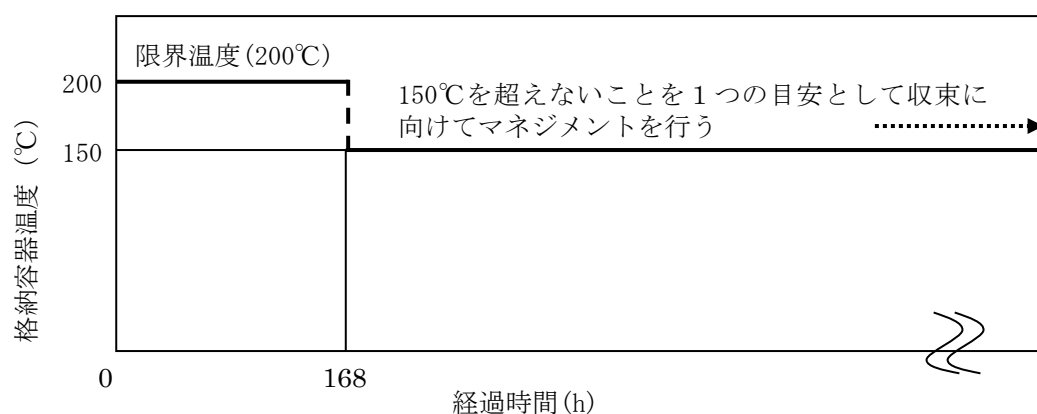 限界温度(200℃)
200
150℃を超えないことを１つの目安として収束に
向けてマネジメントを行う
150
格納容器温度 (℃)
0
168
経過時間(h)